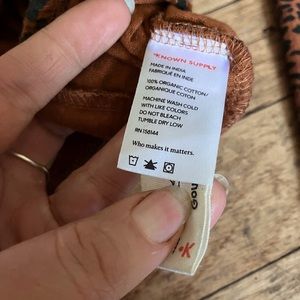 *KNOWN SUPPLY
MADE IN INDIA
FABRIQUÉ EN INDE
100% ORGANIC COTTON/
ORGANIQUE COTON
MACHINE WASH COLD
WITH LIKE COLORS
DO NOT BLEACH
TUMBLE DRY LOW
RN 158144
Who makes it matters.